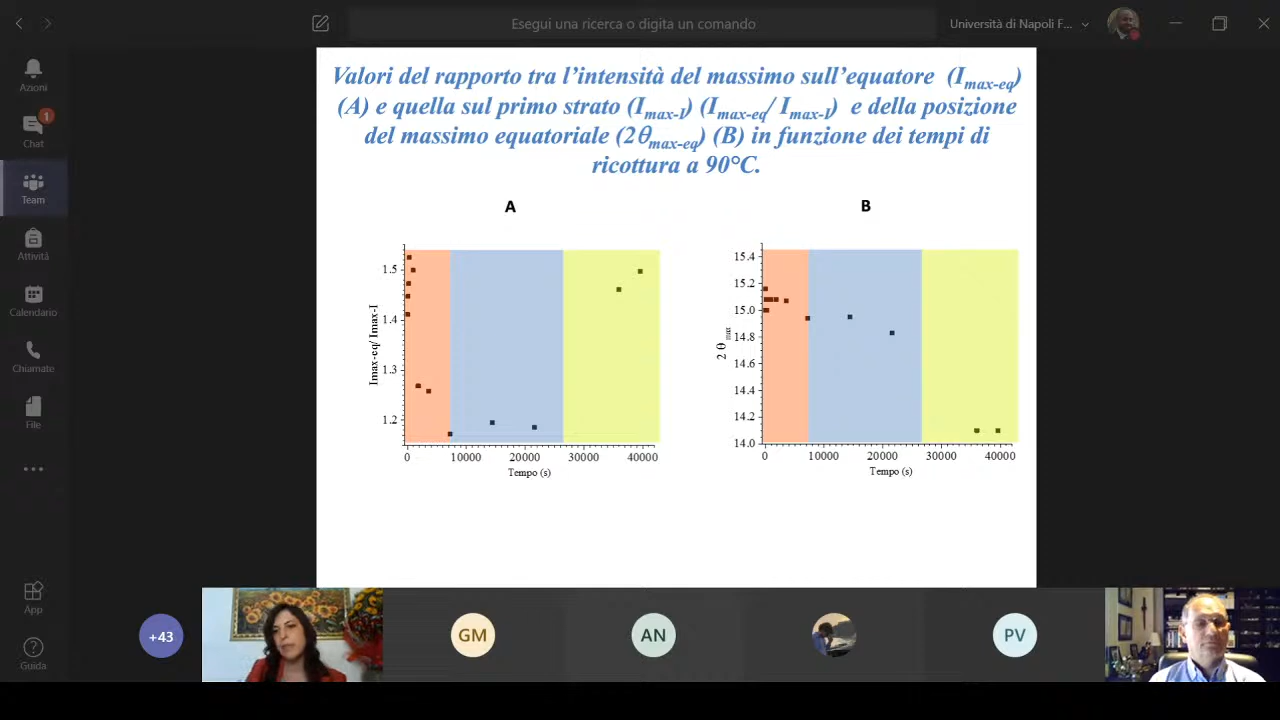 Esegui una ricerca o digita un comando
Università di Napoli F...
Azioni
1
Chat
Team
Attività
Calendario
Chiamate
File
App
Guida
Valori del rapporto tra l'intensità del massimo sull'equatore (Imax-eq)
(A) e quella sul primo strato (Imax-I) (Imax-eq/ Imax-I) e della posizione
del massimo equatoriale (2θmax-eq) (B) in funzione dei tempi di
ricottura a 90°C.
A
Imax-eq/ Imax-I
1.5
1.4
1.3
1.2
0 10000 20000 30000 40000
Tempo (s)
B
2 θ max
15.4
15.2
15.0
14.8
14.6
14.4
14.2
14.0
0 10000 20000 30000 40000
Tempo (s)
+43
GM
AN
PV